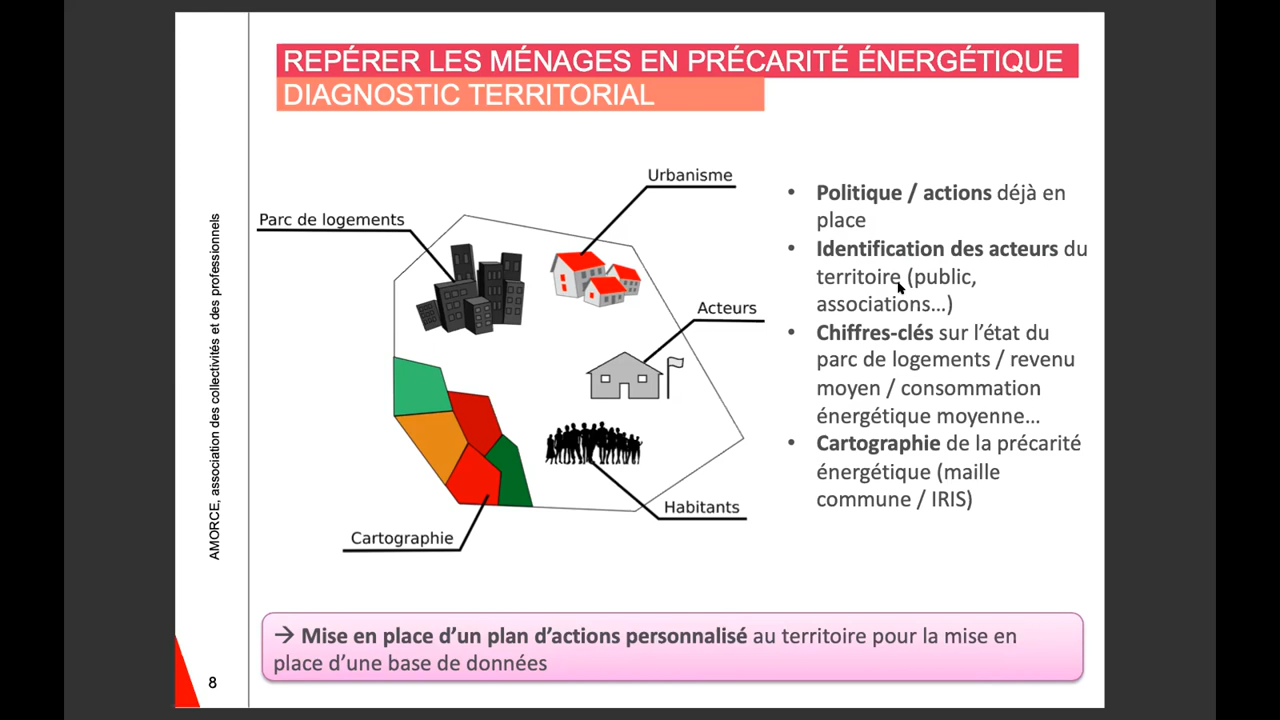 REPÉRER LES MÉNAGES EN PRÉCARITÉ ÉNERGÉTIQUE
DIAGNOSTIC TERRITORIAL
Urbanisme
Parc de logements
Acteurs
Habitants
Cartographie
• Politique / actions déjà en
place
• Identification des acteurs du
territoire (public,
associations…)
• Chiffres-clés sur l’état du
parc de logements / revenu
moyen / consommation
énergétique moyenne…
• Cartographie de la précarité
énergétique (maille
commune / IRIS)
→ Mise en place d’un plan d’actions personnalisé au territoire pour la mise en
place d’une base de données
AMORCE, association des collectivités et des professionnels
8